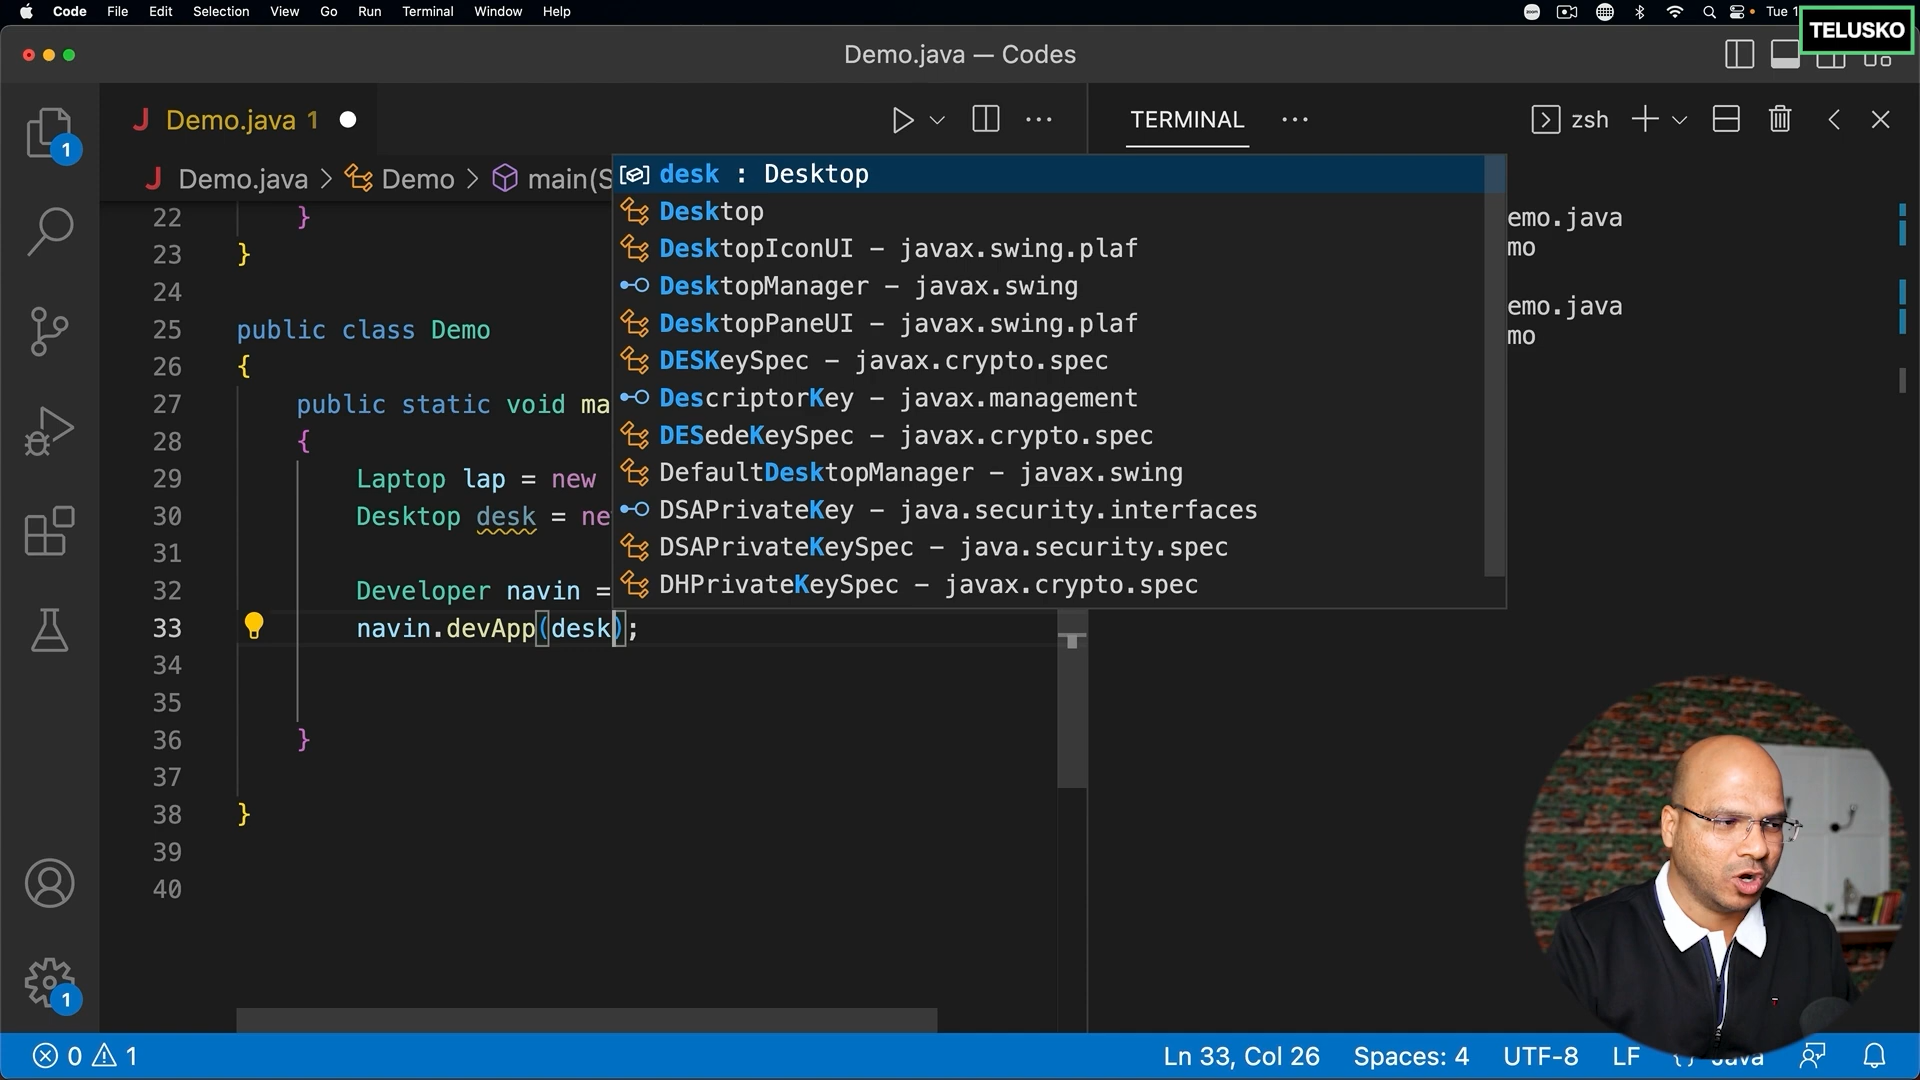 Code File Edit Selection View Go Run Terminal Window Help
zoom
Tue 1
TELUSKO
Demo.java — Codes
1
J Demo.java 1
TERMINAL
zsh
J Demo.java > Demo > main(S
desk : Desktop
Desktop
DesktopIconUI – javax.swing.plaf
DesktopManager – javax.swing
DesktopPaneUI – javax.swing.plaf
DESKeySpec – javax.crypto.spec
DescriptorKey – javax.management
DESedeKeySpec – javax.crypto.spec
DefaultDesktopManager – javax.swing
DSAPrivateKey – java.security.interfaces
DSAPrivateKeySpec – java.security.spec
DHPrivateKeySpec – javax.crypto.spec
emo.java
mo
emo.java
mo
22 }
23 }
24
25 public class Demo
26 {
27 public static void ma
28 {
29 Laptop lap = new
30 Desktop desk = ne
31
32 Developer navin =
33 navin.devApp(desk);
34
35
36 }
37
38 }
39
40
1
0 1
Ln 33, Col 26 Spaces: 4 UTF-8 LF {} Java